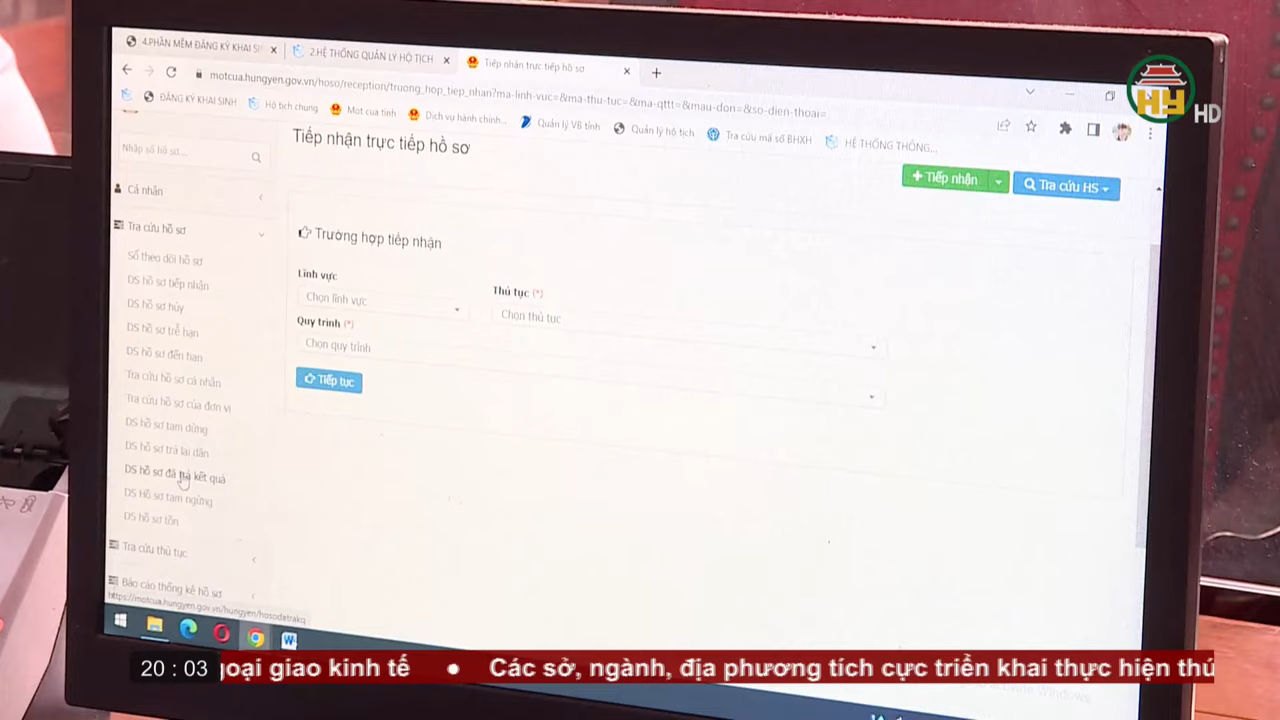 4.PHẦN MỀM ĐĂNG KÝ KHAI SI
2.HỆ THỐNG QUẢN LÝ HỘ TỊCH
Tiếp nhận trực tiếp hồ sơ
motcua.hungyen.gov.vn/hoso/reception/truong_hop_tiep_nhan?ma-linh-vuc=&ma-thu-tuc=&ma-qttt=&mau-don=&so-dien-thoai=
ĐĂNG KÝ KHAI SINH
Hộ tịch chung
Mot cua tinh
Dịch vụ hành chính...
Quản lý VB tỉnh
Quản lý hộ tịch
Tra cứu mã số BHXH
HỆ THỐNG THÔNG...
HY HD
Nhập số hồ sơ...
Tiếp nhận trực tiếp hồ sơ
Tiếp nhận
Tra cứu HS
Cá nhân
Tra cứu hồ sơ
Sổ theo dõi hồ sơ
DS hồ sơ tiếp nhận
DS hồ sơ hủy
DS hồ sơ trễ hạn
DS hồ sơ đến hạn
Tra cứu hồ sơ cá nhân
Tra cứu hồ sơ của đơn vị
DS hồ sơ tạm dừng
DS hồ sơ trả lại dân
DS hồ sơ đã trả kết quả
DS Hồ sơ tạm ngừng
DS hồ sơ tồn
Tra cứu thủ tục
Báo cáo thống kê hồ sơ
Trường hợp tiếp nhận
Lĩnh vực
Chọn lĩnh vực
Thủ tục (*)
Chọn thủ tục
Quy trình (*)
Chọn quy trình
Tiếp tục
https://motcua.hungyen.gov.vn/hungyen/hosodatrakq
20 : 03
goại giao kinh tế • Các sở, ngành, địa phương tích cực triển khai thực hiện thú